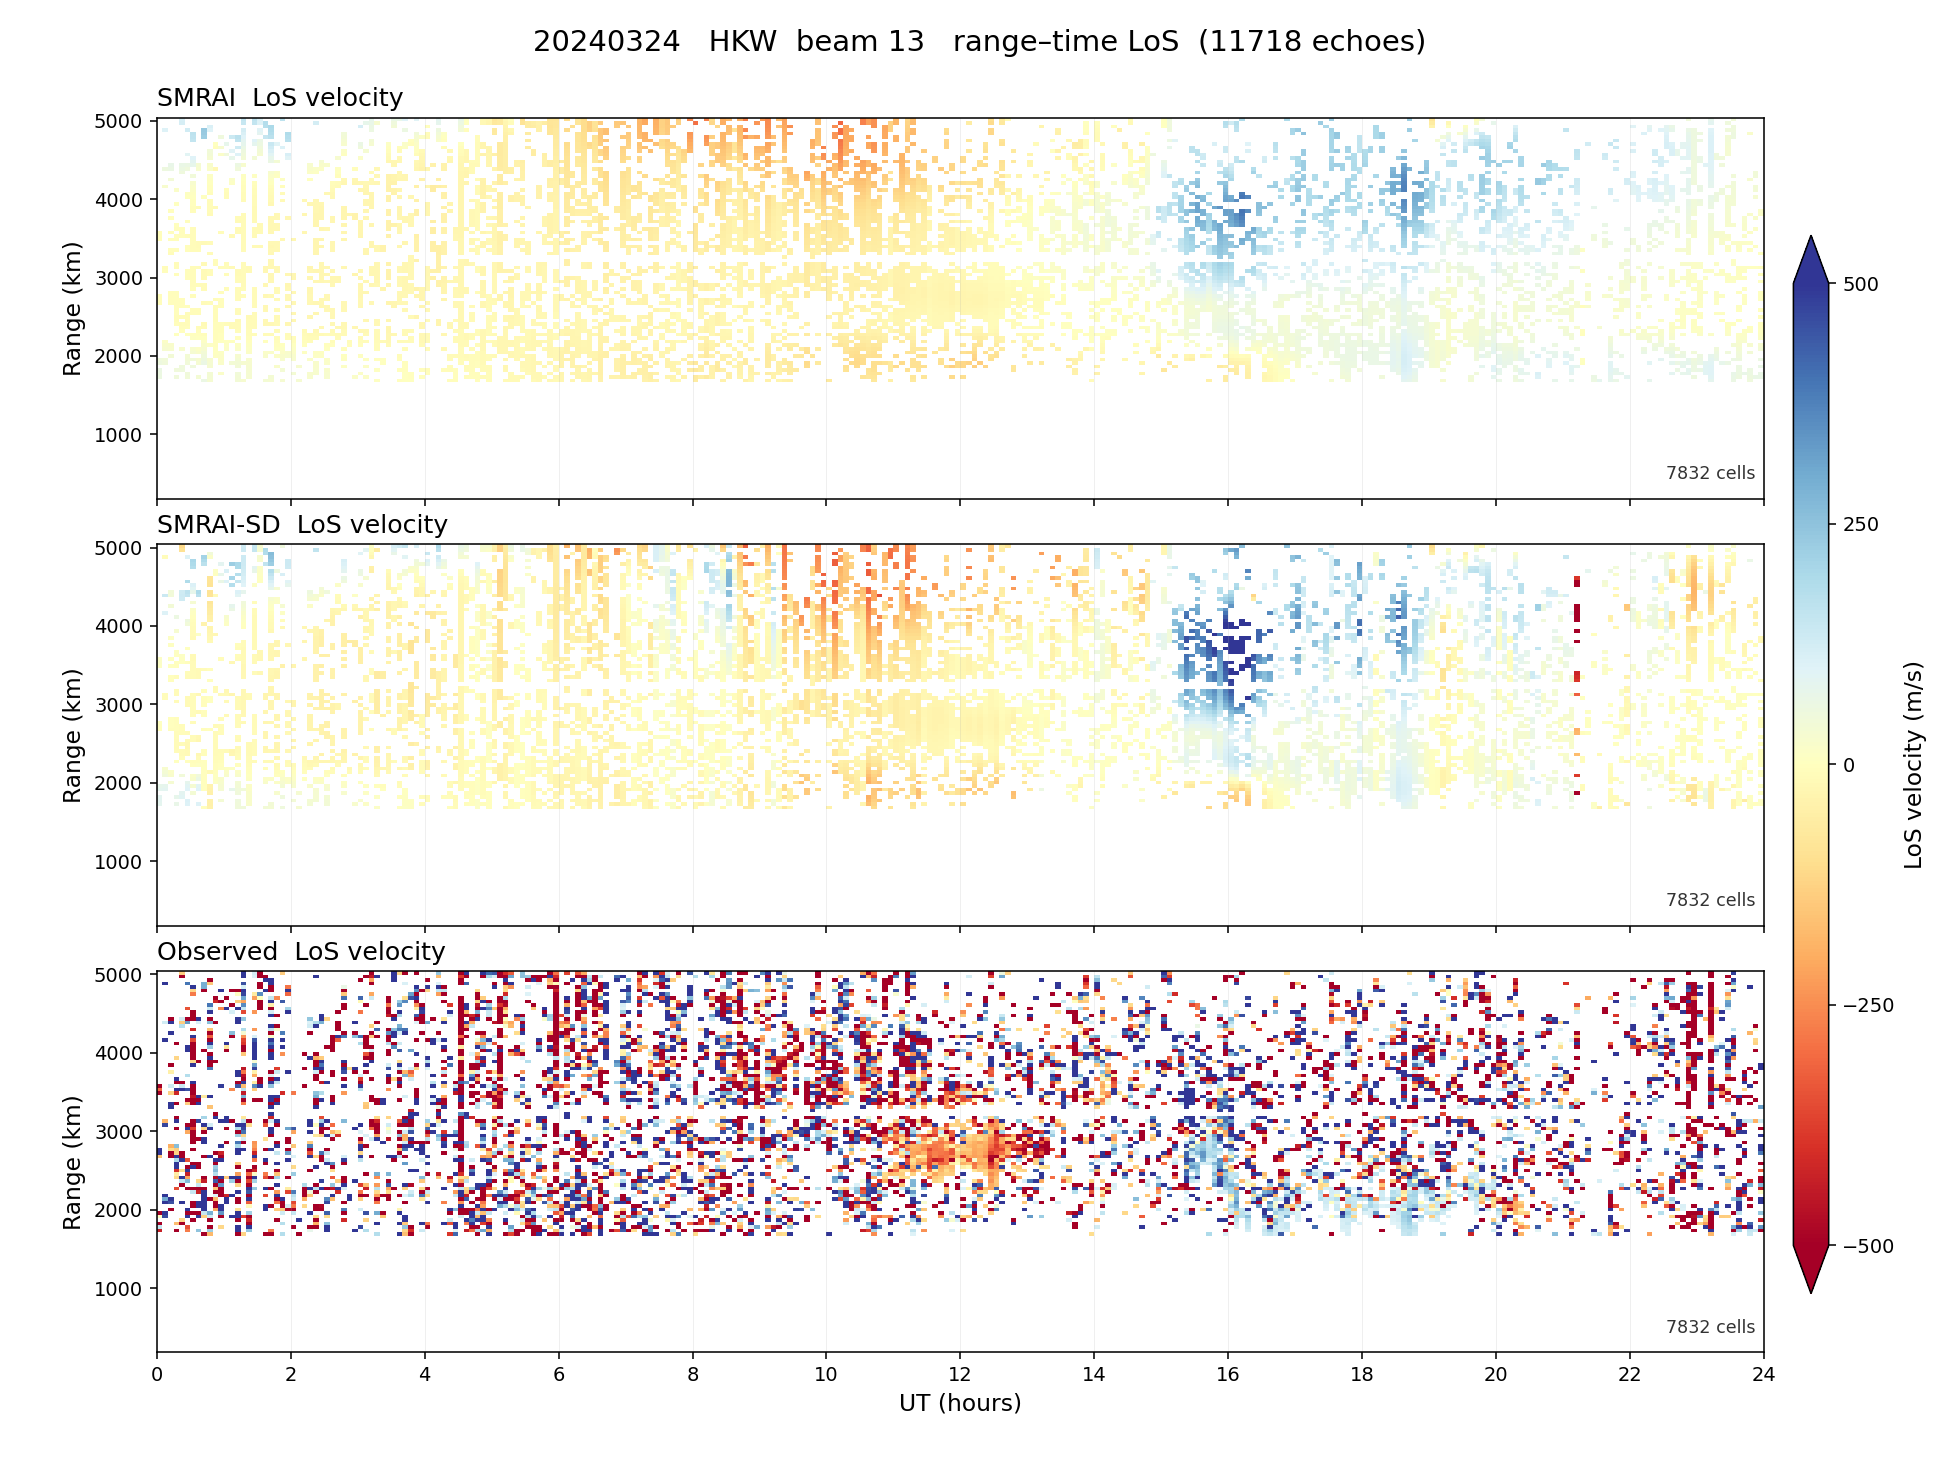 20240324   HKW  beam 13   range–time LoS  (11718 echoes)
SMRAI  LoS velocity
5000
4000
3000
2000
1000
Range (km)
7832 cells
SMRAI-SD  LoS velocity
5000
4000
3000
2000
1000
Range (km)
7832 cells
Observed  LoS velocity
5000
4000
3000
2000
1000
Range (km)
7832 cells
0 2 4 6 8 10 12 14 16 18 20 22 24
UT (hours)
500
250
0
−250
−500
LoS velocity (m/s)